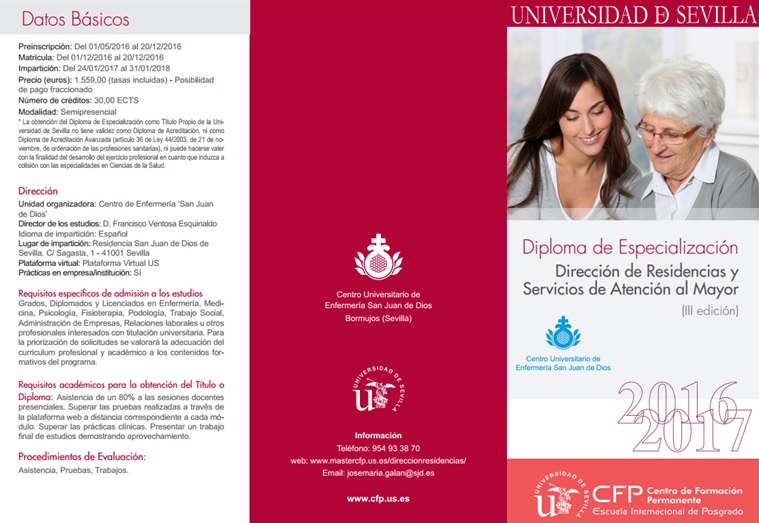 Datos Básicos
Preinscripción: Del 01/05/2016 al 20/12/2016
Matrícula: Del 01/12/2016 al 20/12/2016
Impartición: Del 24/01/2017 al 31/01/2018
Precio (euros): 1.559,00 (tasas incluidas) - Posibilidad
de pago fraccionado
Número de créditos: 30,00 ECTS
Modalidad: Semipresencial
* La obtención del Diploma de Especialización como Título Propio de la Uni-
versidad de Sevilla no tiene validez como Diploma de Acreditación, ni como
Diploma de Acreditación Avanzada (artículo 36 de Ley 44/2003, de 21 de no-
viembre, de ordenación de las profesiones sanitarias), ni puede hacerse valer
con la finalidad del desarrollo del ejercicio profesional en cuanto que induzca a
colisión con las especialidades en Ciencias de la Salud.
Dirección
Unidad organizadora: Centro de Enfermería 'San Juan
de Dios'
Director de los estudios: D. Francisco Ventosa Esquinaldo
Idioma de impartición: Español
Lugar de impartición: Residencia San Juan de Dios de
Sevilla. C/ Sagasta, 1 - 41001 Sevilla
Plataforma virtual: Plataforma Virtual US
Prácticas en empresa/institución: Sí
Requisitos específicos de admisión a los estudios
Grados, Diplomados y Licenciados en Enfermería, Medi-
cina, Psicología, Fisioterapia, Podología, Trabajo Social,
Administración de Empresas, Relaciones laborales u otros
profesionales interesados con titulación universitaria. Para
la priorización de solicitudes se valorará la adecuación del
curriculum profesional y académico a los contenidos for-
mativos del programa.
Requisitos académicos para la obtención del Título o
Diploma: Asistencia de un 80% a las sesiones docentes
presenciales. Superar las pruebas realizadas a través de
la plataforma web a distancia correspondiente a cada mó-
dulo. Superar las prácticas clínicas. Presentar un trabajo
final de estudios demostrando aprovechamiento.
Procedimientos de Evaluación:
Asistencia, Pruebas, Trabajos.
Centro Universitario de
Enfermería San Juan de Dios
Bormujos (Sevilla)
UNIVERSIDAD DE SEVILLA
Información
Teléfono: 954 93 38 70
web: www.mastercfp.us.es/direccionresidencias/
Email: josemaria.galan@sjd.es
www.cfp.us.es
UNIVERSIDAD DE SEVILLA
Diploma de Especialización
Dirección de Residencias y
Servicios de Atención al Mayor
(III edición)
Centro Universitario de
Enfermería San Juan de Dios
2016
2017
UNIVERSIDAD DE SEVILLA
CFP Centro de Formación
Permanente
Escuela Internacional de Posgrado